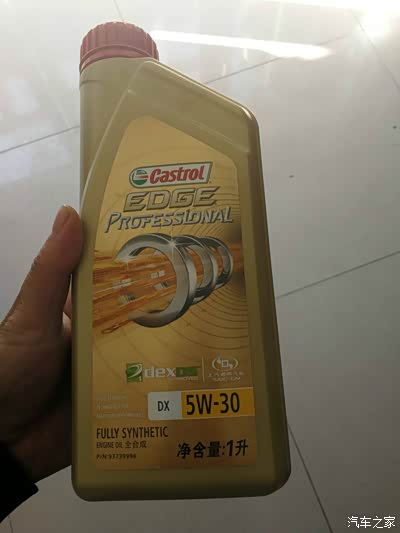 Castrol
EDGE
PROFESSIONAL
dexos
DX 5W-30
FULLY SYNTHETIC
ENGINE OIL 全合成
净含量:1升
汽车之家